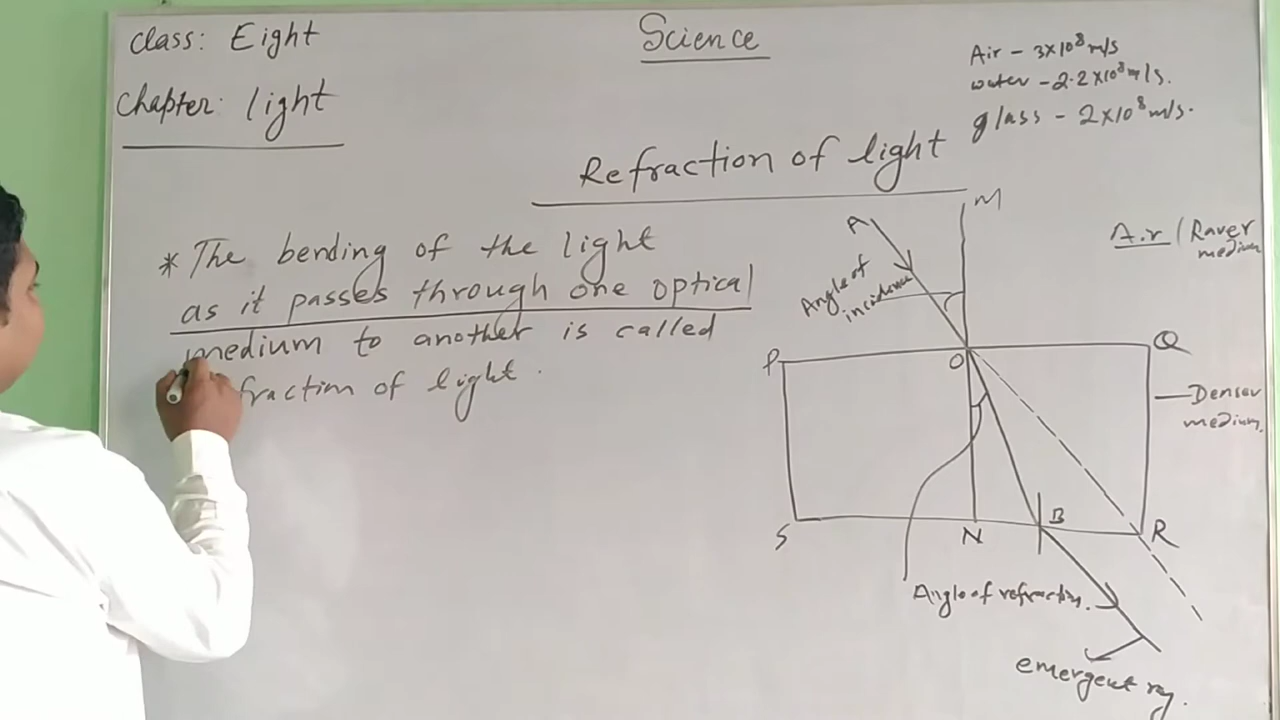 class: Eight
Science
chapter: light
Air - 3×10⁸ m/s
water - 2.2×10⁸ m/s.
glass - 2×10⁸ m/s.
Refraction of light
* The bending of the light
as it passes through one optical
medium to another is called
fraction of light.
M
A
Air / Raver
medium
Angle of
incidence
P
O
Q
Denser
medium.
S
N
B
R
Angle of refraction.
emergent ray.